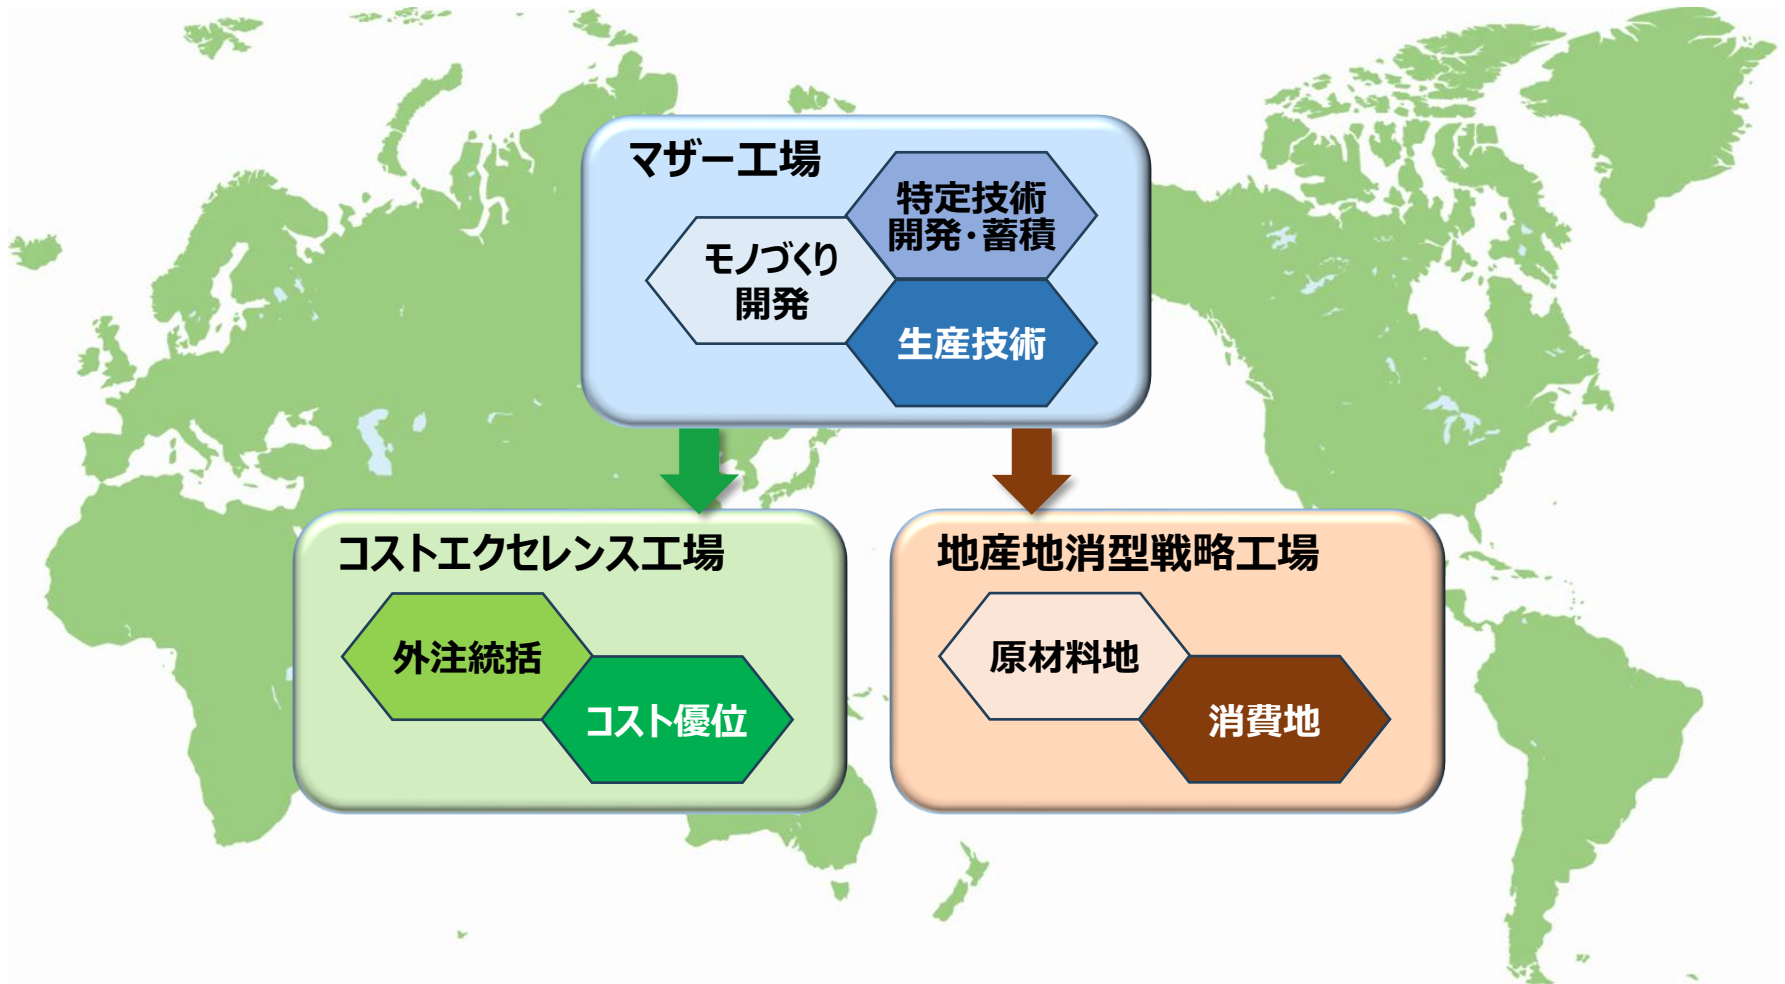 マザー工場
特定技術
開発・蓄積
モノづくり
開発
生産技術
コストエクセレンス工場
外注統括
コスト優位
地産地消型戦略工場
原材料地
消費地